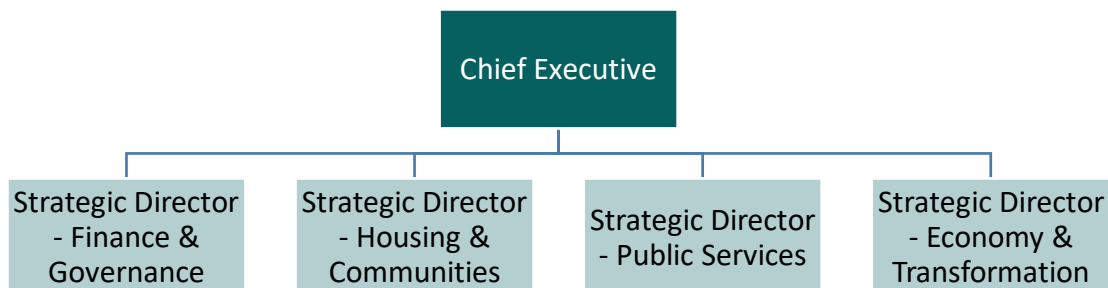 Chief Executive
Strategic Director
- Finance &
Governance
Strategic Director
- Housing &
Communities
Strategic Director
- Public Services
Strategic Director
- Economy &
Transformation